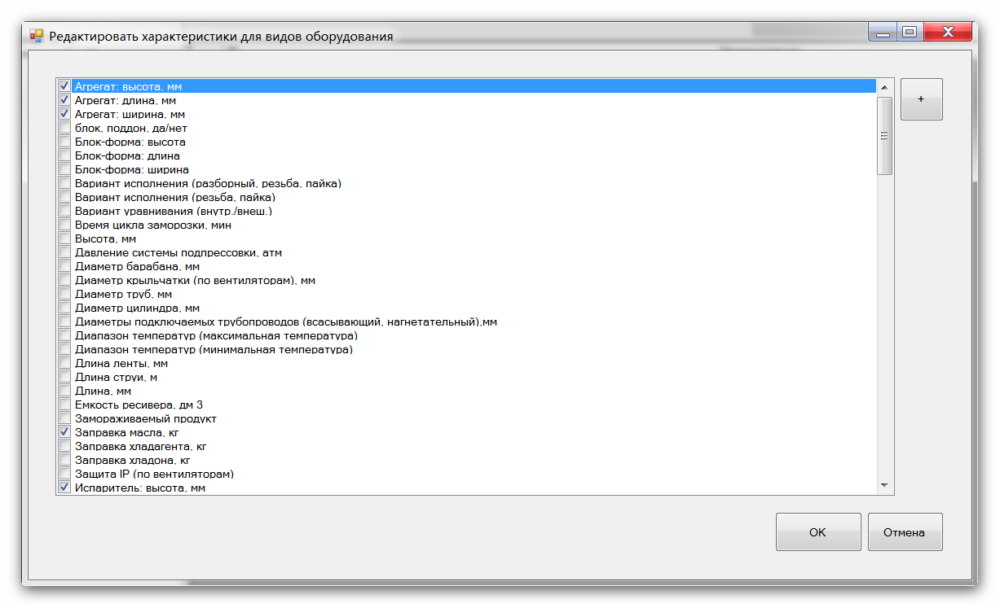 Редактировать характеристики для видов оборудования
Агрегат: высота, мм
+
Агрегат: длина, мм
Агрегат: ширина, мм
блок, поддон, да/нет
Блок-форма: высота
Блок-форма: длина
Блок-форма: ширина
Вариант исполнения (разборный, резьба, пайка)
Вариант исполнения (резьба, пайка)
Вариант уравнивания (внутр./внеш.)
Время цикла заморозки, мин
Высота, мм
Давление системы подпрессовки, атм
Диаметр барабана, мм
Диаметр крыльчатки (по вентиляторам), мм
Диаметр труб, мм
Диаметр цилиндра, мм
Диаметры подключаемых трубопроводов (всасывающий, нагнетательный),мм
Диапазон температур (максимальная температура)
Диапазон температур (минимальная температура)
Длина ленты, мм
Длина струи, м
Длина, мм
Емкость ресивера, дм 3
Замораживаемый продукт
Заправка масла, кг
Заправка хладагента, кг
Заправка хладона, кг
Защита IP (по вентиляторам)
Испаритель: высота, мм
OK
Отмена